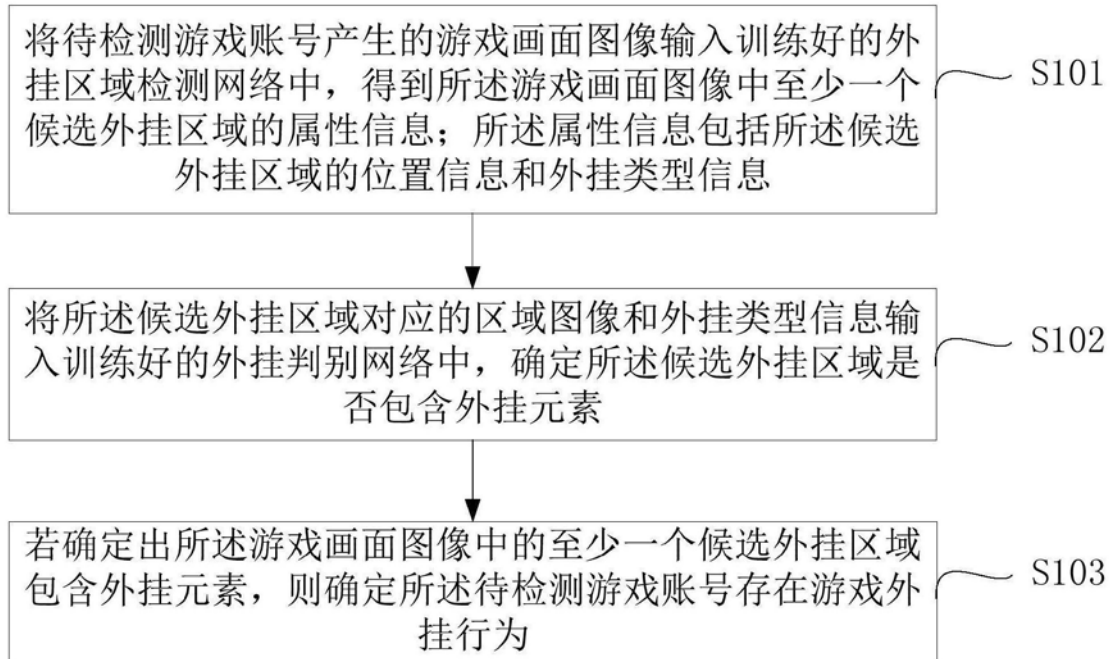 将待检测游戏账号产生的游戏画面图像输入训练好的外
挂区域检测网络中，得到所述游戏画面图像中至少一个
候选外挂区域的属性信息；所述属性信息包括所述候选
外挂区域的位置信息和外挂类型信息
S101
将所述候选外挂区域对应的区域图像和外挂类型信息输
入训练好的外挂判别网络中，确定所述候选外挂区域是
否包含外挂元素
S102
若确定出所述游戏画面图像中的至少一个候选外挂区域
包含外挂元素，则确定所述待检测游戏账号存在游戏外
挂行为
S103